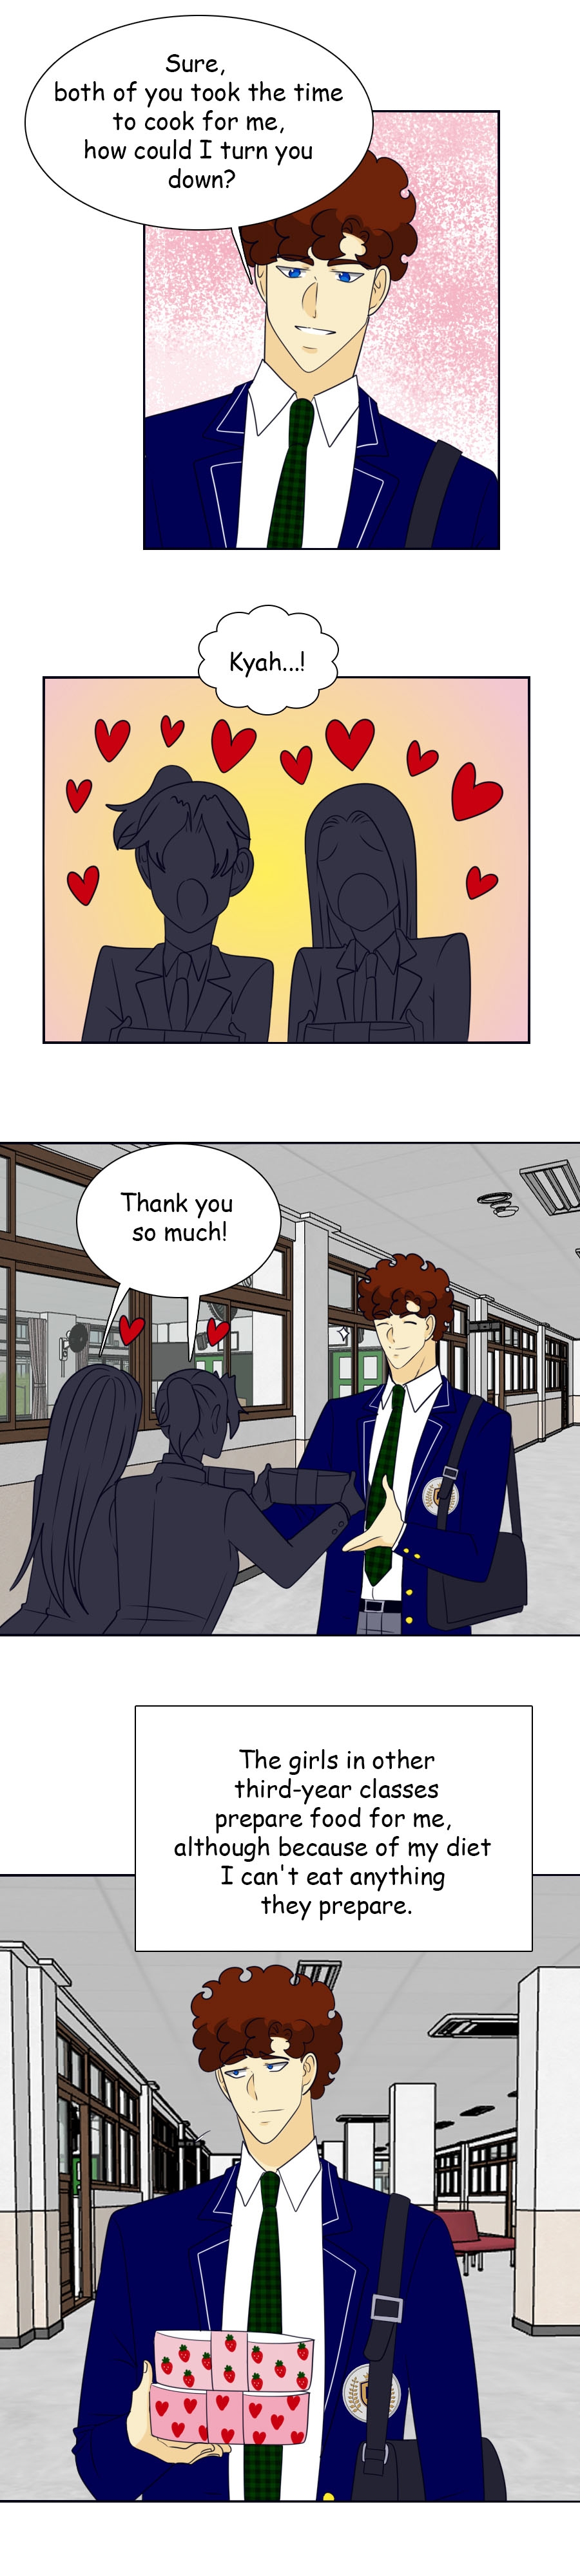 Sure,
both of you took the time
to cook for me,
how could I turn you
down?
Kyah...!
Thank you
so much!
The girls in other
third-year classes
prepare food for me,
although because of my diet
I can't eat anything
they prepare.